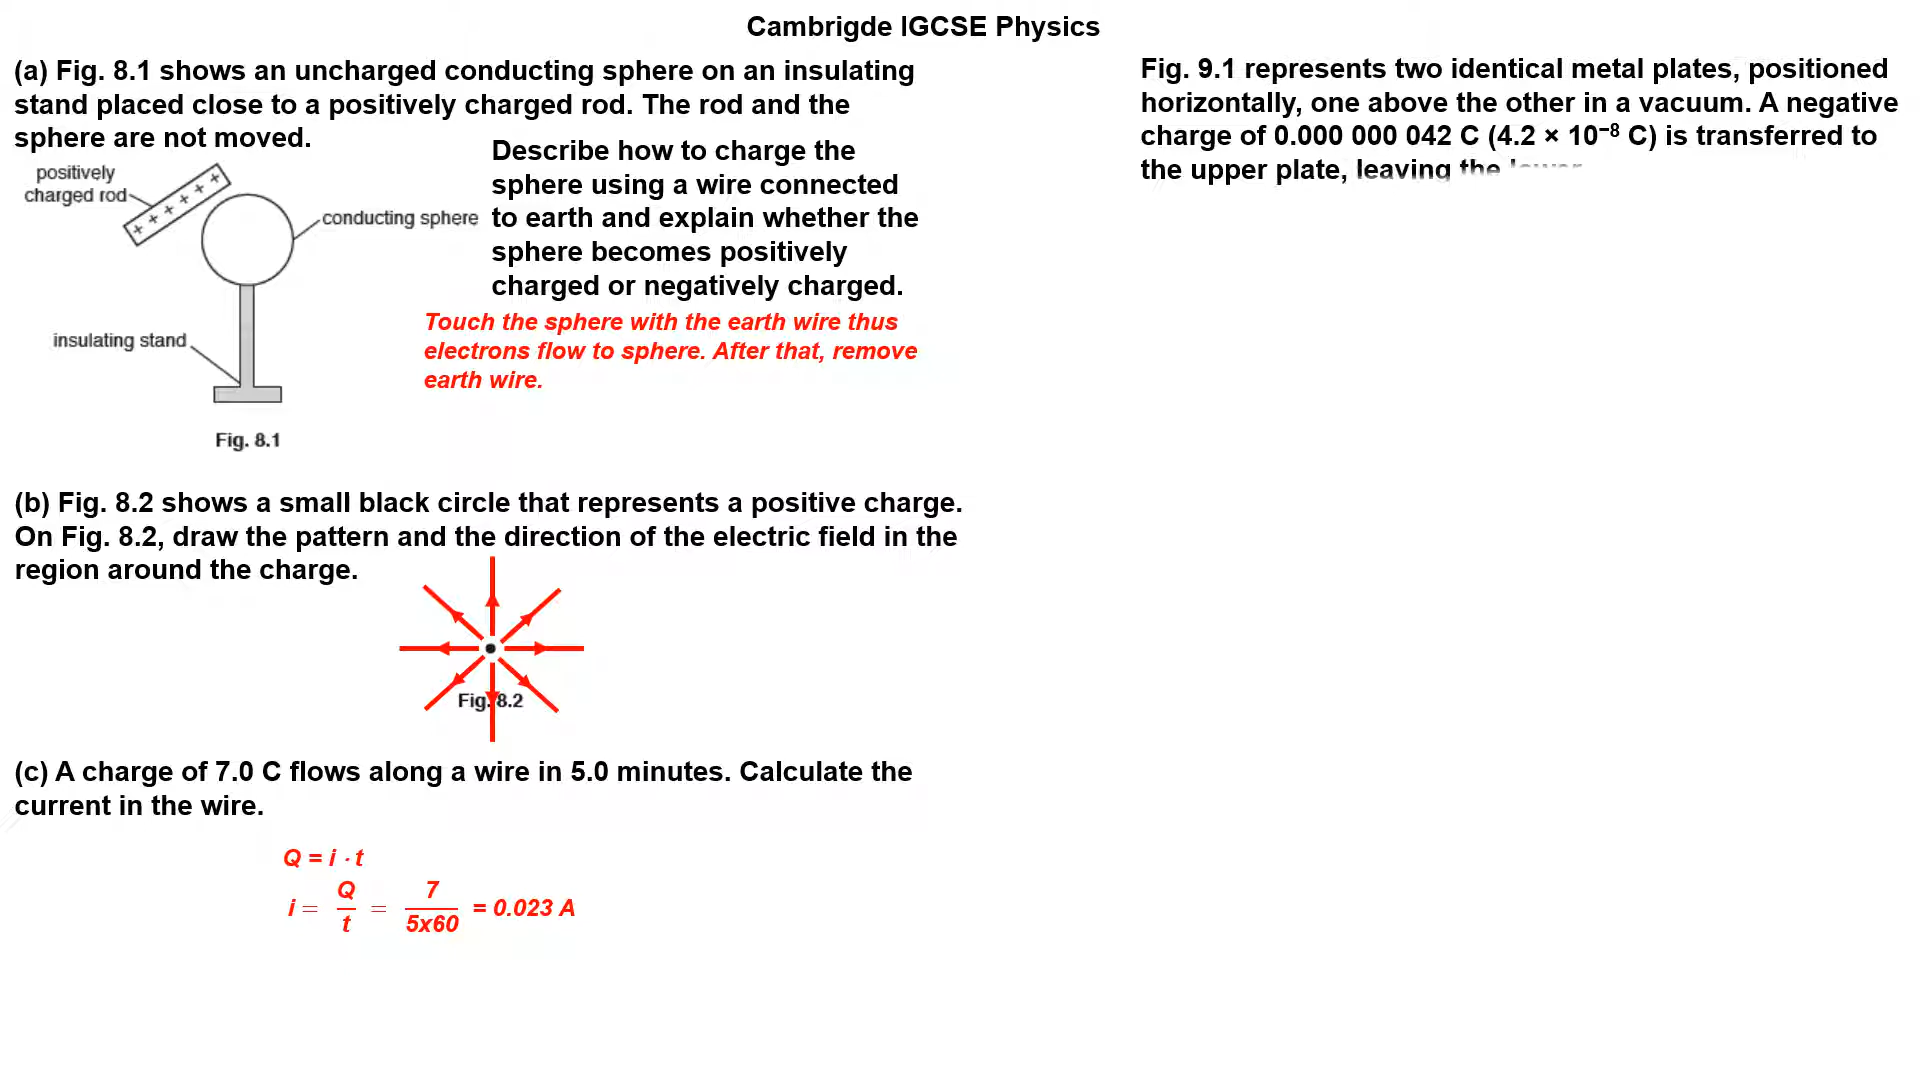 Cambrigde IGCSE Physics
(a) Fig. 8.1 shows an uncharged conducting sphere on an insulating
stand placed close to a positively charged rod. The rod and the
sphere are not moved.
positively
charged rod
+ + + + + +
conducting sphere
insulating stand
Fig. 8.1
Describe how to charge the
sphere using a wire connected
to earth and explain whether the
sphere becomes positively
charged or negatively charged.
Touch the sphere with the earth wire thus
electrons flow to sphere. After that, remove
earth wire.
(b) Fig. 8.2 shows a small black circle that represents a positive charge.
On Fig. 8.2, draw the pattern and the direction of the electric field in the
region around the charge.
Fig. 8.2
(c) A charge of 7.0 C flows along a wire in 5.0 minutes. Calculate the
current in the wire.
Q = i · t
i = Q/t = 7/5x60 = 0.023 A
Fig. 9.1 represents two identical metal plates, positioned
horizontally, one above the other in a vacuum. A negative
charge of 0.000 000 042 C (4.2 × 10⁻⁸ C) is transferred to
the upper plate, leaving the